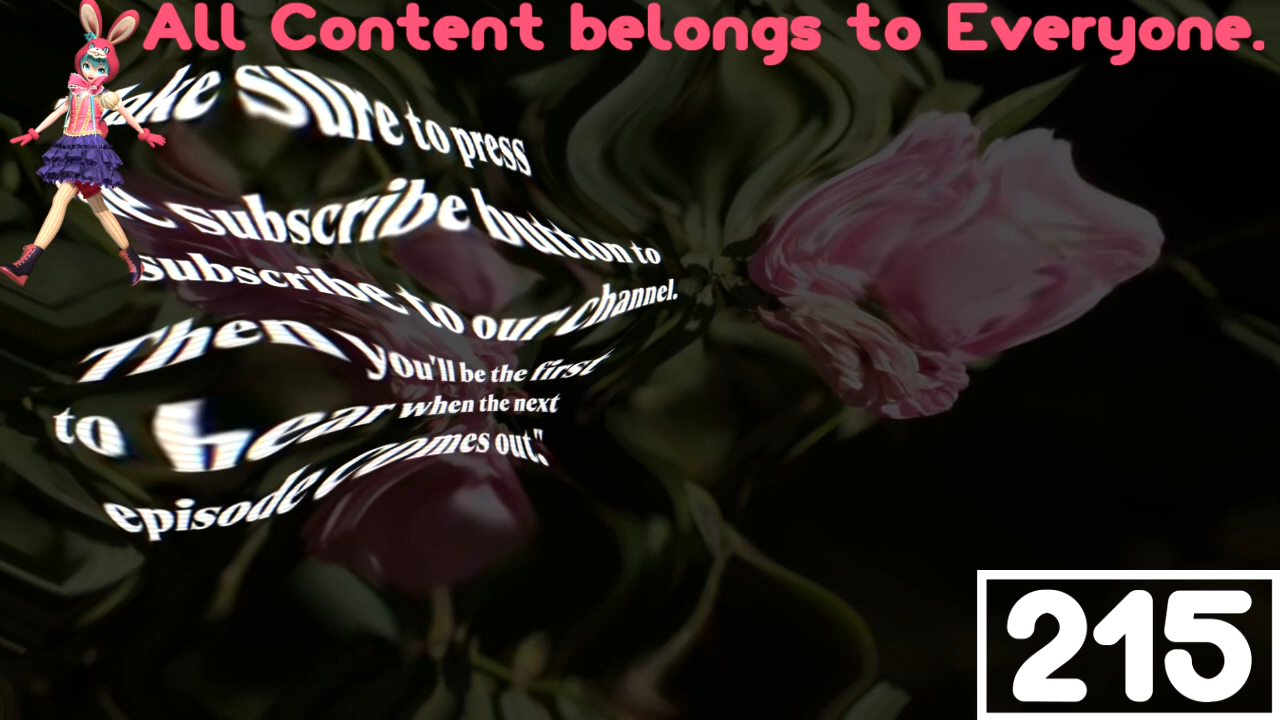 All Content belongs to Everyone.
sure to press
subscribe button to
subscribe to our channel.
Then you'll be the first
to hear when the next
episode comes out."
215